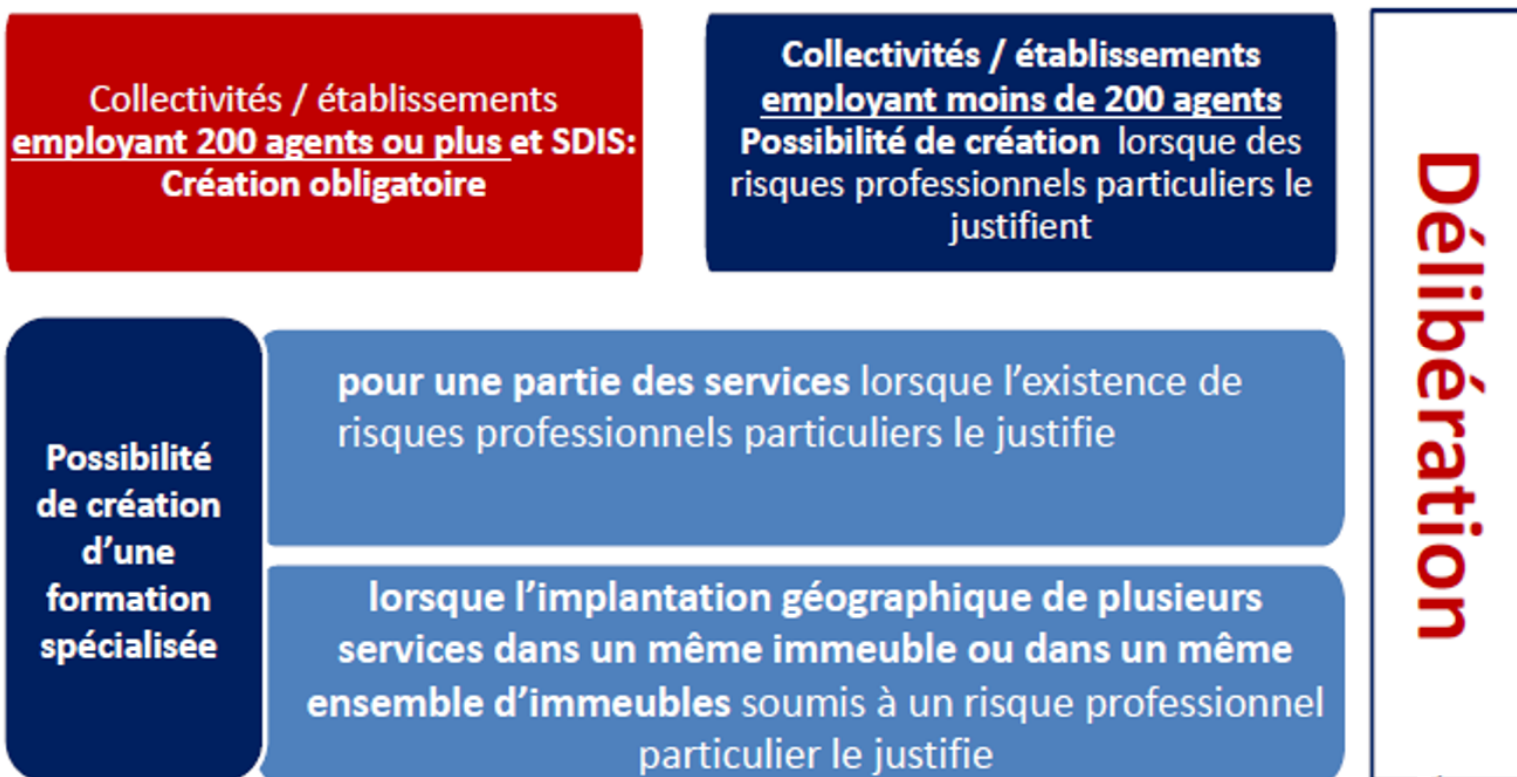 Collectivités / établissements
employant 200 agents ou plus et SDIS:
Création obligatoire
Collectivités / établissements
employant moins de 200 agents
Possibilité de création lorsque des
risques professionnels particuliers le
justifient
Possibilité
de création
d’une
formation
spécialisée
pour une partie des services lorsque l’existence de
risques professionnels particuliers le justifie
lorsque l’implantation géographique de plusieurs
services dans un même immeuble ou dans un même
ensemble d’immeubles soumis à un risque professionnel
particulier le justifie
Délibération